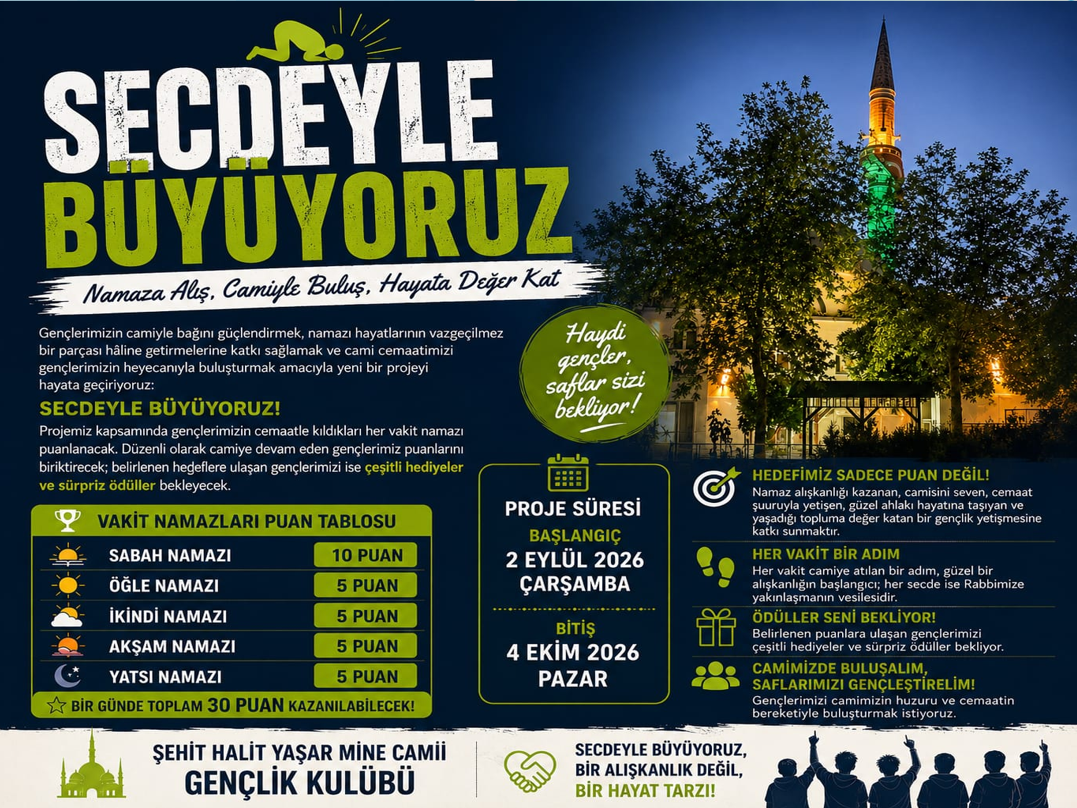 SECDEYLE
BÜYÜYORUZ
Namaza Alış, Camiyle Buluş, Hayata Değer Kat
Gençlerimizin camiyle bağını güçlendirmek, namazı hayatlarının vazgeçilmez
bir parçası hâline getirmelerine katkı sağlamak ve cami cemaatimizi
gençlerimizin heyecanıyla buluşturmak amacıyla yeni bir projeyi
hayata geçiriyoruz:
SECDEYLE BÜYÜYORUZ!
Projemiz kapsamında gençlerimizin cemaatle kıldıkları her vakit namazı
puanlanacak. Düzenli olarak camiye devam eden gençlerimiz puanlarını
biriktirecek; belirlenen hedeflere ulaşan gençlerimizi ise çeşitli hediyeler
ve sürpriz ödüller bekleyecek.
Haydi
gençler,
saflar sizi
bekliyor!
VAKİT NAMAZLARI PUAN TABLOSU
SABAH NAMAZI 10 PUAN
ÖĞLE NAMAZI 5 PUAN
İKİNDİ NAMAZI 5 PUAN
AKŞAM NAMAZI 5 PUAN
YATSI NAMAZI 5 PUAN
BİR GÜNDE TOPLAM 30 PUAN KAZANILABİLECEK!
PROJE SÜRESİ
BAŞLANGIÇ
2 EYLÜL 2026
ÇARŞAMBA
BİTİŞ
4 EKİM 2026
PAZAR
HEDEFİMİZ SADECE PUAN DEĞİL!
Namaz alışkanlığı kazanan, camisini seven, cemaat
şuuruyla yetişen, güzel ahlakı hayatına taşıyan ve
yaşadığı topluma değer katan bir gençlik yetişmesine
katkı sunmaktır.
HER VAKİT BİR ADIM
Her vakit camiye atılan bir adım, güzel bir
alışkanlığın başlangıcı; her secde ise Rabbimize
yakınlaşmanın vesilesidir.
ÖDÜLLER SENİ BEKLİYOR!
Belirlenen puanlara ulaşan gençlerimizi
çeşitli hediyeler ve sürpriz ödüller bekliyor.
CAMİMİZDE BULUŞALIM,
SAFLARIMIZI GENÇLEŞTİRELİM!
Gençlerimizi camimizin huzuru ve cemaatin
bereketiyle buluşturmak istiyoruz.
ŞEHİT HALİT YAŞAR MİNE CAMİİ
GENÇLİK KULÜBÜ
SECDEYLE BÜYÜYORUZ,
BİR ALIŞKANLIK DEĞİL,
BİR HAYAT TARZI!